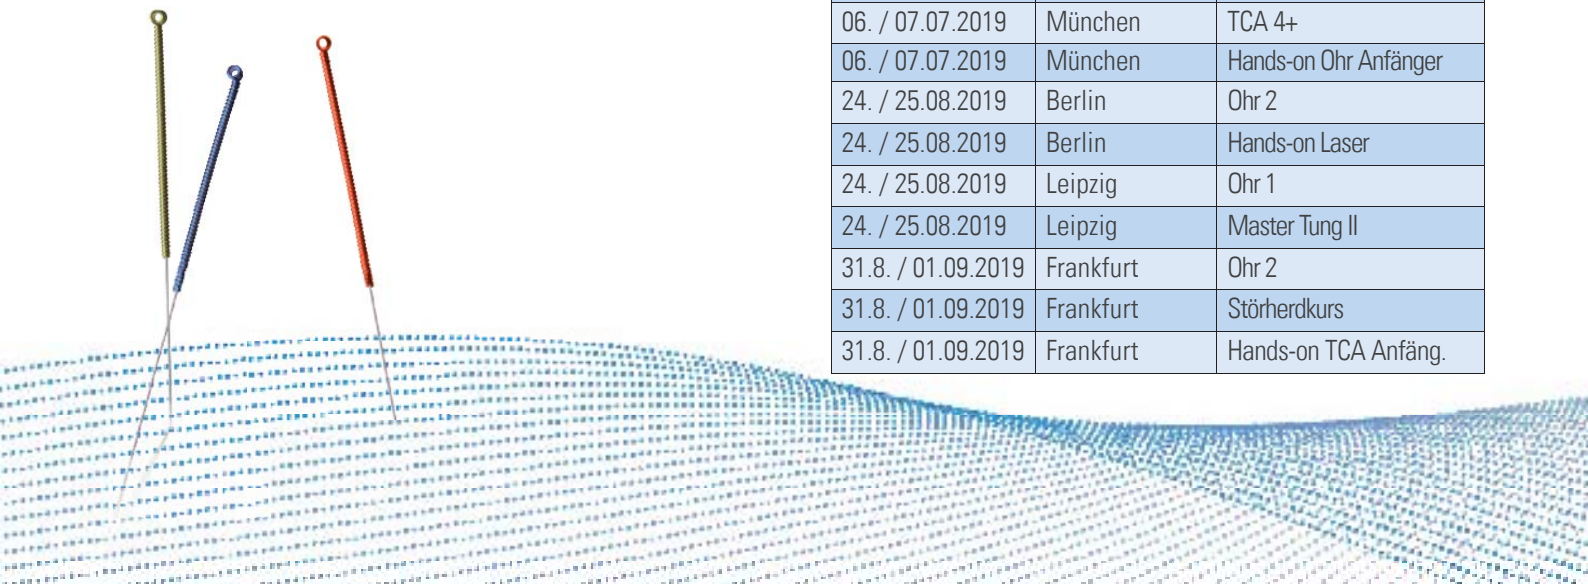 06. / 07.07.2019 München TCA 4+
06. / 07.07.2019 München Hands-on Ohr Anfänger
24. / 25.08.2019 Berlin Ohr 2
24. / 25.08.2019 Berlin Hands-on Laser
24. / 25.08.2019 Leipzig Ohr 1
24. / 25.08.2019 Leipzig Master Tung II
31.8. / 01.09.2019 Frankfurt Ohr 2
31.8. / 01.09.2019 Frankfurt Störherdkurs
31.8. / 01.09.2019 Frankfurt Hands-on TCA Anfäng.